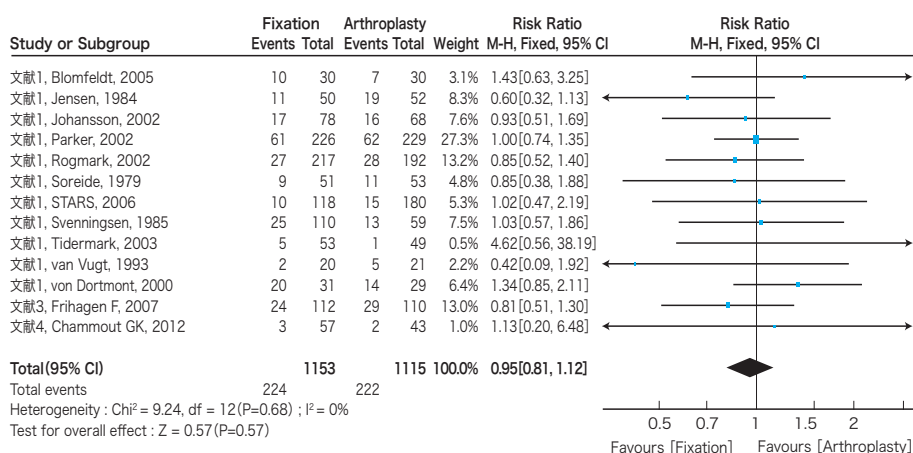 Fixation Arthroplasty Risk Ratio Risk Ratio
Study or Subgroup Events Total Events Total Weight M-H, Fixed, 95% CI M-H, Fixed, 95% CI
文献1, Blomfeldt, 2005 10 30 7 30 3.1% 1.43[0.63, 3.25]
文献1, Jensen, 1984 11 50 19 52 8.3% 0.60[0.32, 1.13]
文献1, Johansson, 2002 17 78 16 68 7.5% 0.93[0.51, 1.69]
文献1, Parker, 2002 61 226 62 229 27.3% 1.00[0.74, 1.35]
文献1, Rogmark, 2002 27 217 28 192 13.2% 0.85[0.52, 1.40]
文献1, Soreide, 1979 9 51 11 53 4.8% 0.85[0.38, 1.88]
文献1, STARS, 2006 10 118 15 180 5.3% 1.02[0.47, 2.19]
文献1, Svenningsen, 1985 25 110 13 59 7.5% 1.03[0.57, 1.86]
文献1, Tidermark, 2003 5 53 1 49 0.5% 4.62[0.56, 38.19]
文献1, van Vugt, 1993 2 20 5 21 2.2% 0.42[0.09, 1.92]
文献1, von Dortmont, 2000 20 31 14 29 6.4% 1.34[0.85, 2.11]
文献3, Frihagen F, 2007 24 112 29 110 13.0% 0.81[0.51, 1.30]
文献4, Chammout GK, 2012 3 57 2 43 1.0% 1.13[0.20, 6.48]
Total(95% CI) 1153 1115 100.0% 0.95[0.81, 1.12]
Total events 224 222
Heterogeneity : Chi² = 9.24, df = 12(P=0.68) ; I² = 0%
Test for overall effect : Z = 0.57(P=0.57)
0.5 0.7 1 1.5 2
Favours [Fixation] Favours [Arthroplasty]